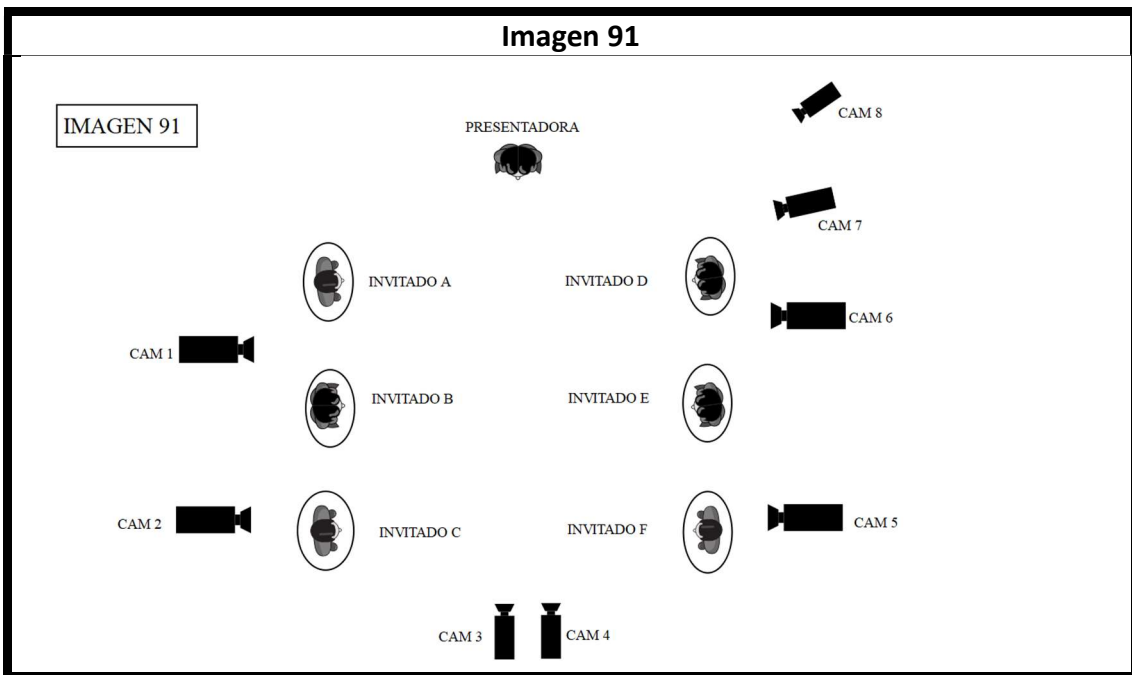 Imagen 91
IMAGEN 91
PRESENTADORA
CAM 8
CAM 7
INVITADO A
INVITADO D
CAM 6
CAM 1
INVITADO B
INVITADO E
CAM 2
INVITADO C
INVITADO F
CAM 5
CAM 3
CAM 4